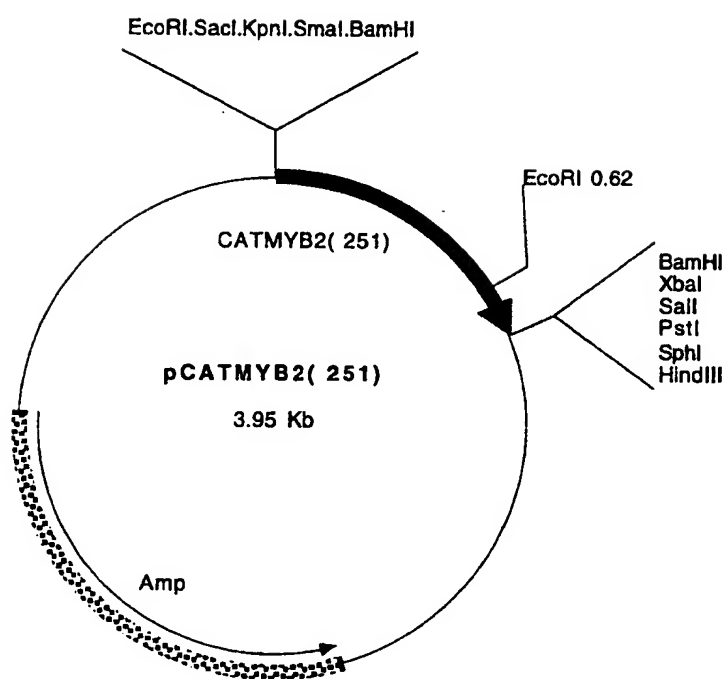 EcoRI.SacI.KpnI.SmaI.BamHI
EcoRI 0.62
CATMYB2( 251)
BamHI
XbaI
SalI
PstI
SphI
HindIII
pCATMYB2( 251)
3.95 Kb
Amp